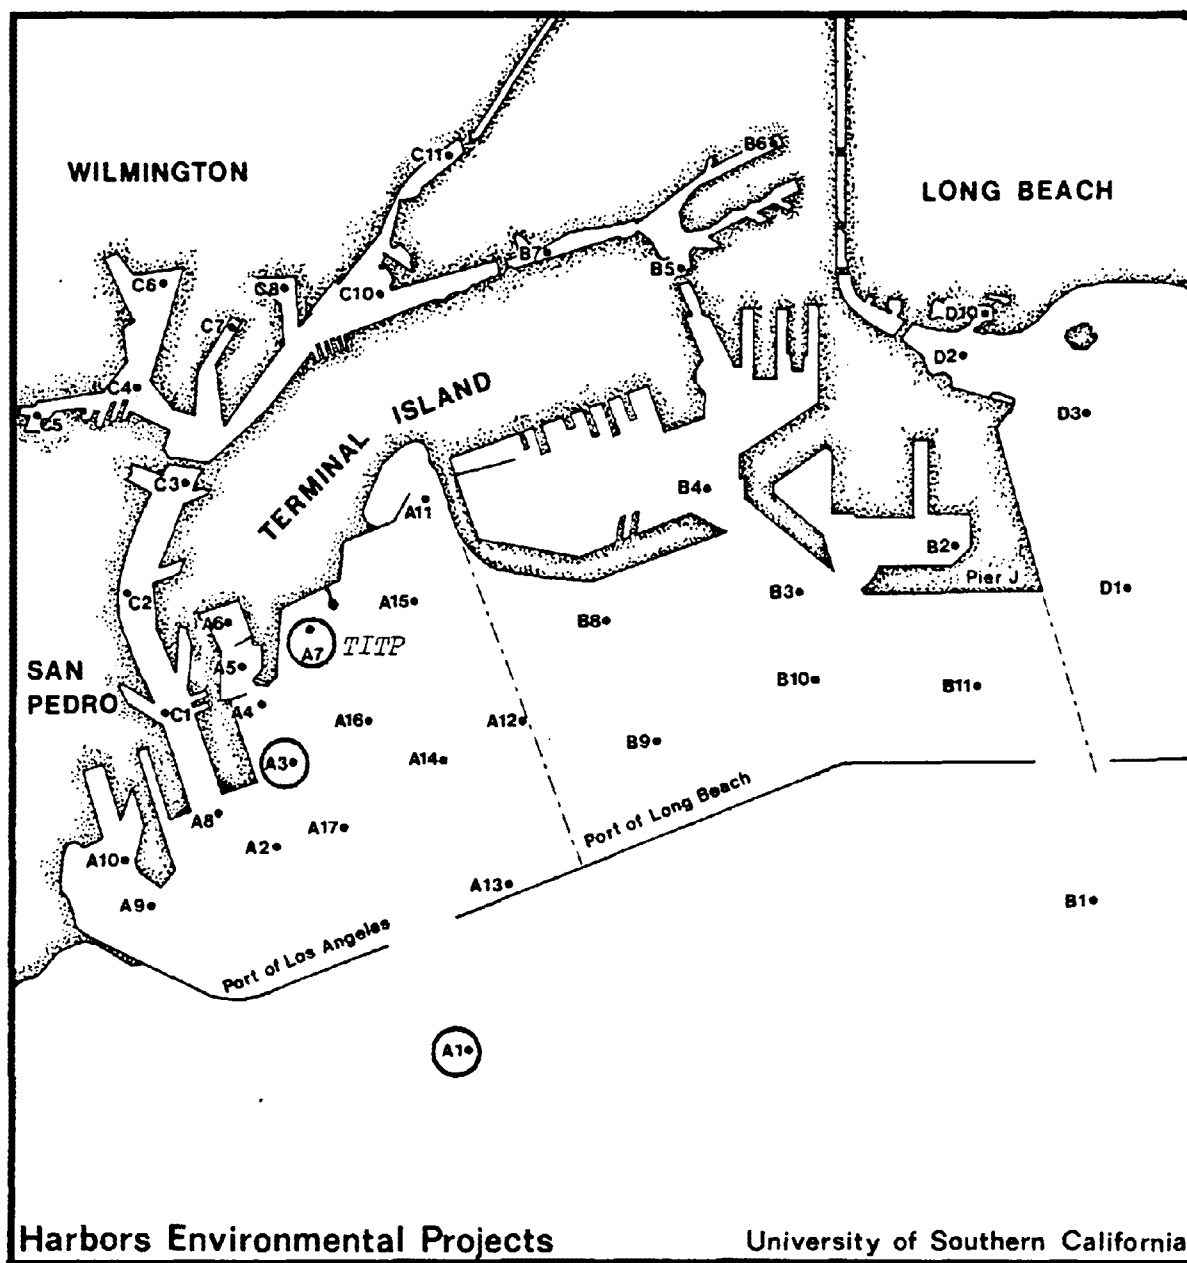 WILMINGTON
LONG BEACH
C11
B6
B7
B5
C6
C8
C10
C7
D10
D2
C4
C5
D3
TERMINAL ISLAND
C3
A11
B4
B2
Pier J
C2
A15
B3
D1
A6
B8
A7
TITP
SAN
PEDRO
A5
B10
B11
C1
A4
A16
A12
B9
A3
A14
Port of Long Beach
A8
A17
A2
A10
A13
A9
B1
Port of Los Angeles
A1
Harbors Environmental Projects
University of Southern California